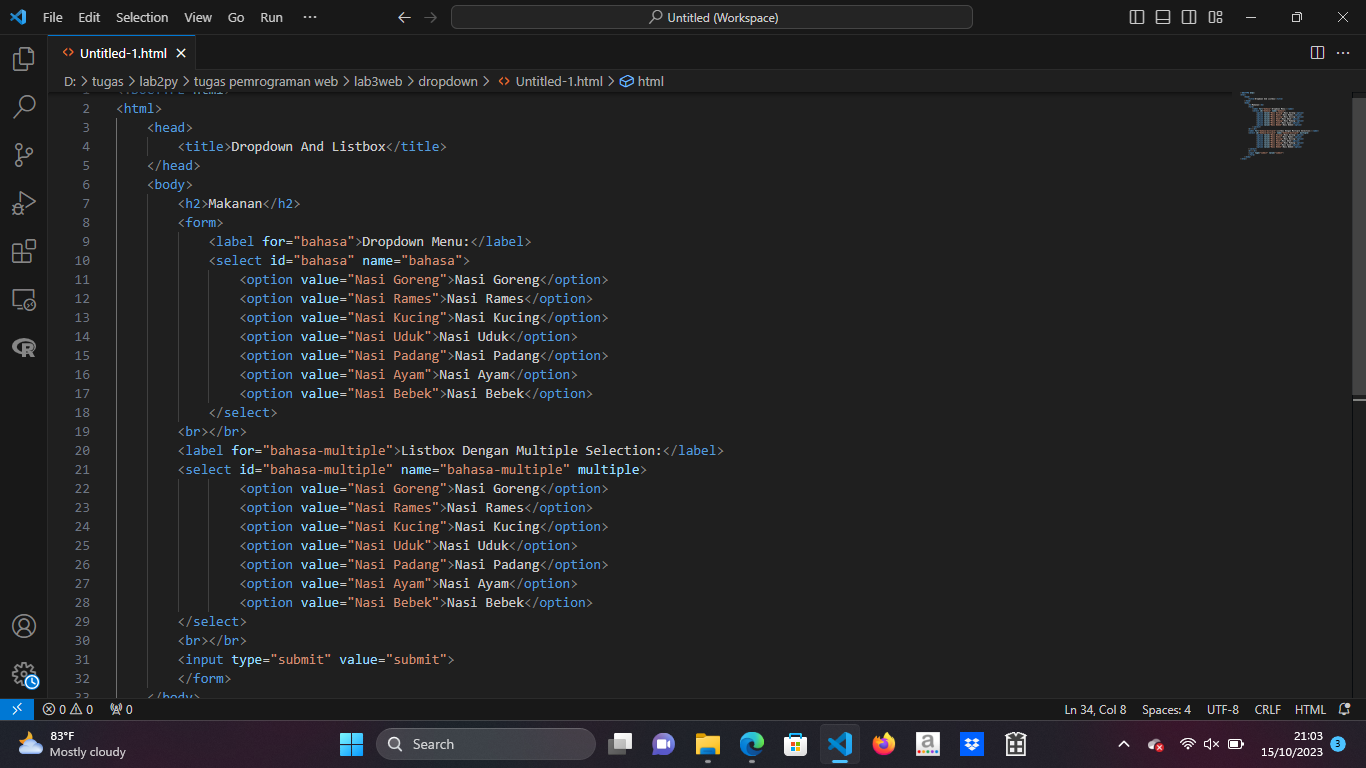 File Edit Selection View Go Run ··· Untitled (Workspace)
Untitled-1.html
D: > tugas > lab2py > tugas pemrograman web > lab3web > dropdown > Untitled-1.html > html
2 <html>
3 <head>
4 <title>Dropdown And Listbox</title>
5 </head>
6 <body>
7 <h2>Makanan</h2>
8 <form>
9 <label for="bahasa">Dropdown Menu:</label>
10 <select id="bahasa" name="bahasa">
11 <option value="Nasi Goreng">Nasi Goreng</option>
12 <option value="Nasi Rames">Nasi Rames</option>
13 <option value="Nasi Kucing">Nasi Kucing</option>
14 <option value="Nasi Uduk">Nasi Uduk</option>
15 <option value="Nasi Padang">Nasi Padang</option>
16 <option value="Nasi Ayam">Nasi Ayam</option>
17 <option value="Nasi Bebek">Nasi Bebek</option>
18 </select>
19 <br></br>
20 <label for="bahasa-multiple">Listbox Dengan Multiple Selection:</label>
21 <select id="bahasa-multiple" name="bahasa-multiple" multiple>
22 <option value="Nasi Goreng">Nasi Goreng</option>
23 <option value="Nasi Rames">Nasi Rames</option>
24 <option value="Nasi Kucing">Nasi Kucing</option>
25 <option value="Nasi Uduk">Nasi Uduk</option>
26 <option value="Nasi Padang">Nasi Padang</option>
27 <option value="Nasi Ayam">Nasi Ayam</option>
28 <option value="Nasi Bebek">Nasi Bebek</option>
29 </select>
30 <br></br>
31 <input type="submit" value="submit">
32 </form>
33 </body>
0 0 0 Ln 34, Col 8 Spaces: 4 UTF-8 CRLF HTML
83°F
Mostly cloudy
Search
21:03
15/10/2023
3